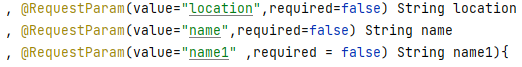 , @RequestParam(value="location",required=false) String location
, @RequestParam(value="name",required=false) String name
, @RequestParam(value="name1" ,required = false) String name1){